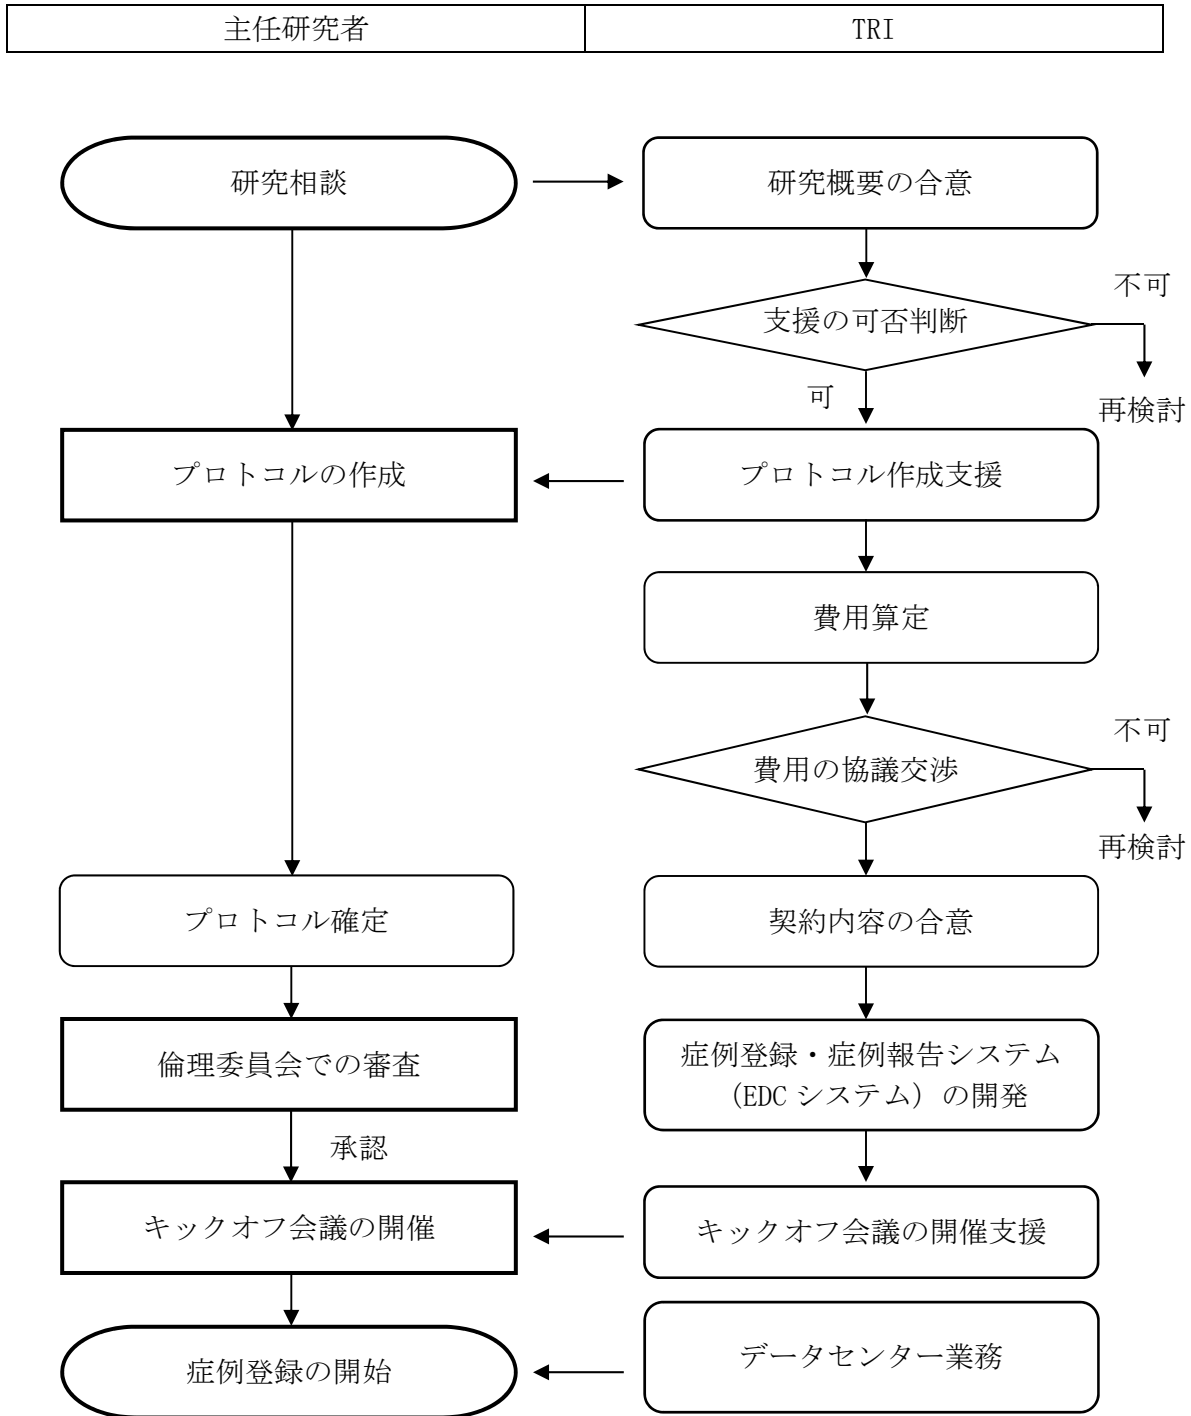 主任研究者
TRI
研究相談
研究概要の合意
不可
支援の可否判断
可
再検討
プロトコルの作成
プロトコル作成支援
費用算定
不可
費用の協議交渉
再検討
プロトコル確定
契約内容の合意
倫理委員会での審査
症例登録・症例報告システム
（EDC システム）の開発
承認
キックオフ会議の開催
キックオフ会議の開催支援
症例登録の開始
データセンター業務